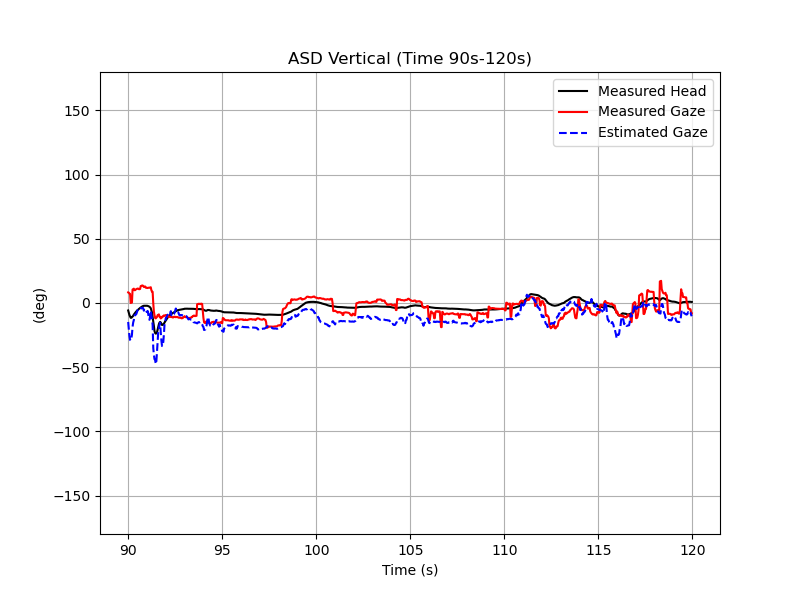 ASD Vertical (Time 90s-120s)
Measured Head
Measured Gaze
Estimated Gaze
150
100
50
0
−50
−100
−150
(deg)
90 95 100 105 110 115 120
Time (s)